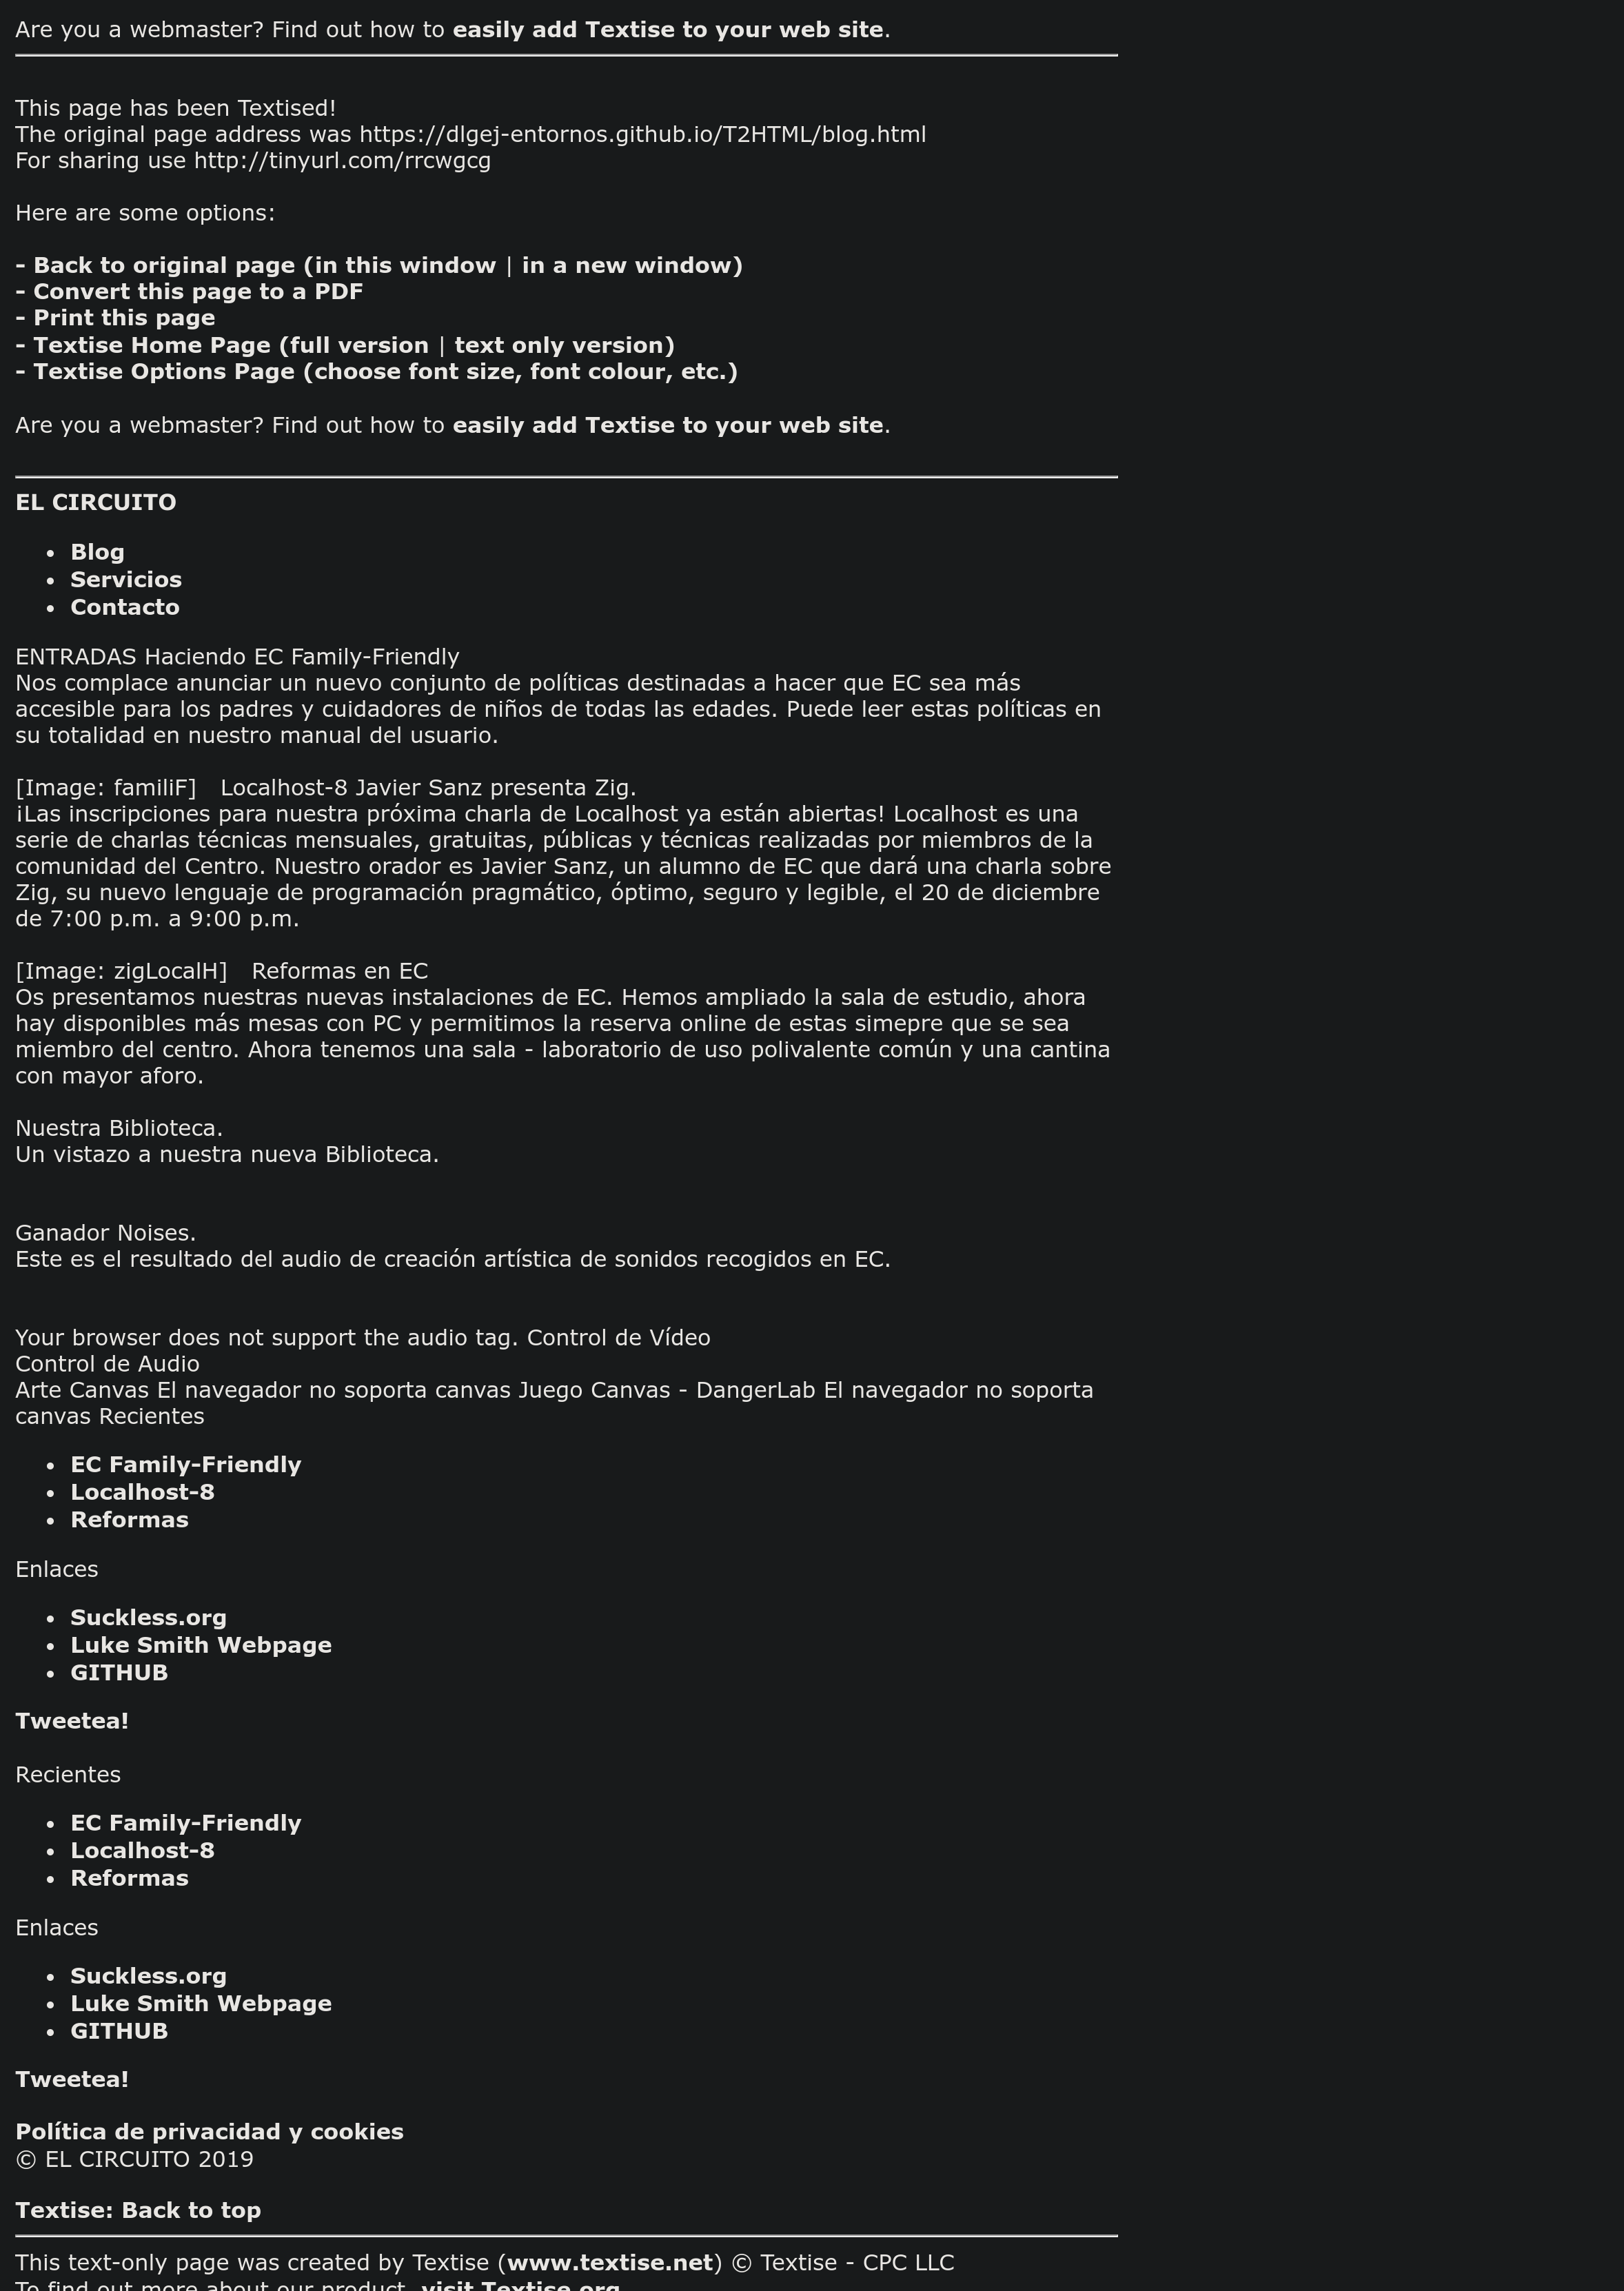 Are you a webmaster? Find out how to easily add Textise to your web site.
This page has been Textised!
The original page address was https://dlgej-entornos.github.io/T2HTML/blog.html
For sharing use http://tinyurl.com/rrcwgcg
Here are some options:
- Back to original page (in this window | in a new window)
- Convert this page to a PDF
- Print this page
- Textise Home Page (full version | text only version)
- Textise Options Page (choose font size, font colour, etc.)
Are you a webmaster? Find out how to easily add Textise to your web site.
EL CIRCUITO
• Blog
• Servicios
• Contacto
ENTRADAS Haciendo EC Family-Friendly
Nos complace anunciar un nuevo conjunto de políticas destinadas a hacer que EC sea más
accesible para los padres y cuidadores de niños de todas las edades. Puede leer estas políticas en
su totalidad en nuestro manual del usuario.
[Image: familiF]   Localhost-8 Javier Sanz presenta Zig.
¡Las inscripciones para nuestra próxima charla de Localhost ya están abiertas! Localhost es una
serie de charlas técnicas mensuales, gratuitas, públicas y técnicas realizadas por miembros de la
comunidad del Centro. Nuestro orador es Javier Sanz, un alumno de EC que dará una charla sobre
Zig, su nuevo lenguaje de programación pragmático, óptimo, seguro y legible, el 20 de diciembre
de 7:00 p.m. a 9:00 p.m.
[Image: zigLocalH]   Reformas en EC
Os presentamos nuestras nuevas instalaciones de EC. Hemos ampliado la sala de estudio, ahora
hay disponibles más mesas con PC y permitimos la reserva online de estas simepre que se sea
miembro del centro. Ahora tenemos una sala - laboratorio de uso polivalente común y una cantina
con mayor aforo.
Nuestra Biblioteca.
Un vistazo a nuestra nueva Biblioteca.
Ganador Noises.
Este es el resultado del audio de creación artística de sonidos recogidos en EC.
Your browser does not support the audio tag. Control de Vídeo
Control de Audio
Arte Canvas El navegador no soporta canvas Juego Canvas - DangerLab El navegador no soporta
canvas Recientes
• EC Family-Friendly
• Localhost-8
• Reformas
Enlaces
• Suckless.org
• Luke Smith Webpage
• GITHUB
Tweetea!
Recientes
• EC Family-Friendly
• Localhost-8
• Reformas
Enlaces
• Suckless.org
• Luke Smith Webpage
• GITHUB
Tweetea!
Política de privacidad y cookies
© EL CIRCUITO 2019
Textise: Back to top
This text-only page was created by Textise (www.textise.net) © Textise - CPC LLC
To find out more about our product, visit Textise.org